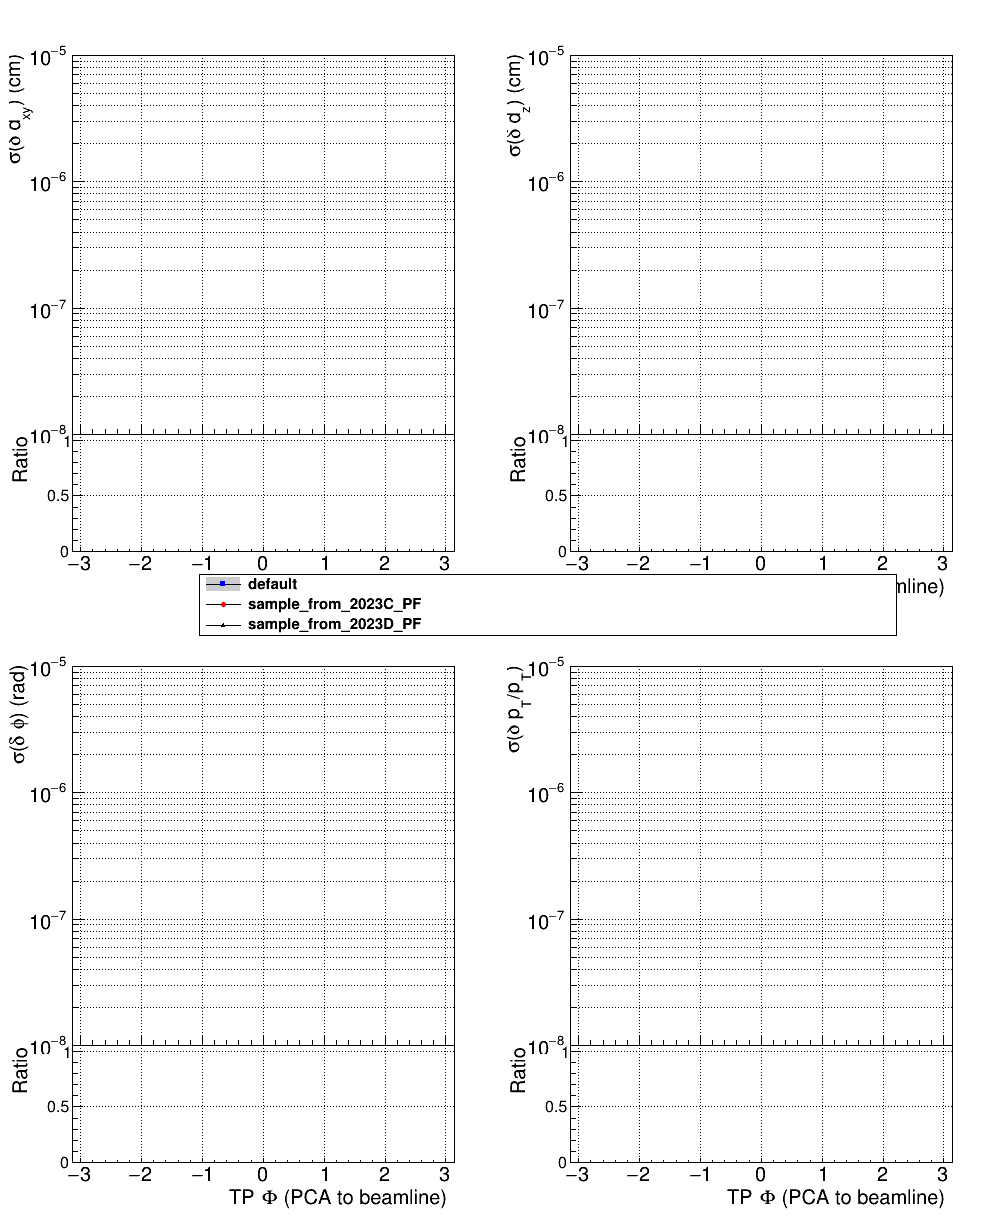 σ(δ d_xy) (cm)
10^−5
10^−6
10^−7
10^−8
Ratio
1
0.5
0
−3 −2 −1 0 1 2 3
σ(δ d_z) (cm)
10^−5
10^−6
10^−7
10^−8
Ratio
1
0.5
0
−3 −2 −1 0 1 2 3
mline)
default
sample_from_2023C_PF
sample_from_2023D_PF
σ(δ φ) (rad)
10^−5
10^−6
10^−7
10^−8
Ratio
1
0.5
0
−3 −2 −1 0 1 2 3
TP Φ (PCA to beamline)
σ(δ p_T/p_T)
10^−5
10^−6
10^−7
10^−8
Ratio
1
0.5
0
−3 −2 −1 0 1 2 3
TP Φ (PCA to beamline)